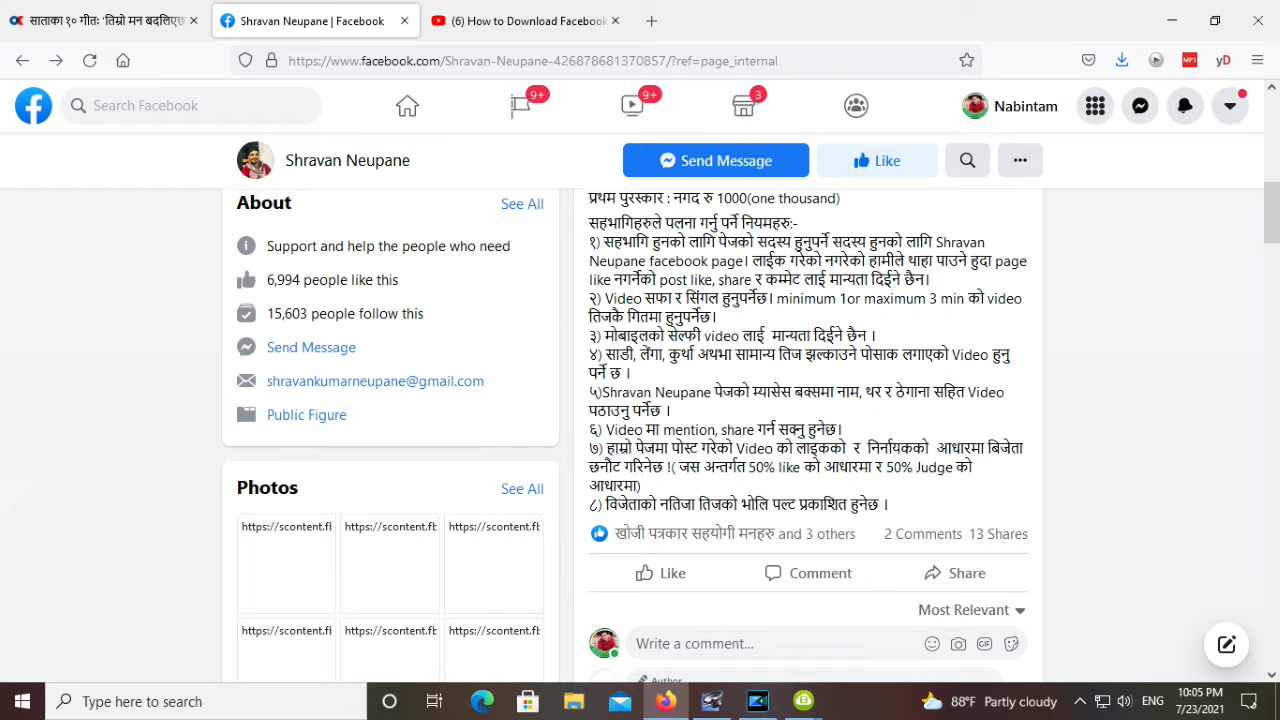 साताका १० गीतः 'तिम्रो मन बदलिएछ
Shravan Neupane | Facebook
(6) How to Download Facebook
https://www.facebook.com/Shravan-Neupane-426878681370857/?ref=page_internal
MP3
yD
Search Facebook
9+
9+
3
Nabintam
Shravan Neupane
Send Message
Like
About
See All
Support and help the people who need
6,994 people like this
15,603 people follow this
Send Message
shravankumarneupane@gmail.com
Public Figure
Photos
See All
https://scontent.fl
https://scontent.fb
https://scontent.fb
https://scontent.fl
https://scontent.fb
https://scontent.fb
प्रथम पुरस्कार : नगद रु 1000(one thousand)
सहभागिहरुले पलना गर्नु पर्ने नियमहरु:-
१) सहभागि हुनको लागि पेजको सदस्य हुनुपर्ने सदस्य हुनको लागि Shravan
Neupane facebook page। लाईक गरेको नगरेको हामीले थाहा पाउने हुदा page
like नगर्नेको post like, share र कम्मेट लाई मान्यता दिईने छैन।
२) Video सफा र सिंगल हुनुपर्नेछ। minimum 1or maximum 3 min को video
तिजकै गितमा हुनुपर्नेछ।
३) मोबाइलको सेल्फी video लाई मान्यता दिईने छैन ।
४) साडी, लेंगा, कुर्था अथभा सामान्य तिज झल्काउने पोसाक लगाएको Video हुनु
पर्ने छ ।
५)Shravan Neupane पेजको म्यासेस बक्समा नाम, थर र ठेगाना सहित Video
पठाउनु पर्नेछ ।
६) Video मा mention, share गर्न सक्नु हुनेछ।
७) हाम्रो पेजमा पोस्ट गरेको Video को लाइकको र निर्नायकको आधारमा बिजेता
छनौट गरिनेछ !( जस अन्तर्गत 50% like को आधारमा र 50% Judge को
आधारमा)
८) विजेताको नतिजा तिजको भोलि पल्ट प्रकाशित हुनेछ ।
खोजी पत्रकार सहयोगी मनहरु and 3 others 2 Comments 13 Shares
Like Comment Share
Most Relevant
Write a comment...
GIF
Author
Type here to search
88°F Partly cloudy
ENG
10:05 PM
7/23/2021